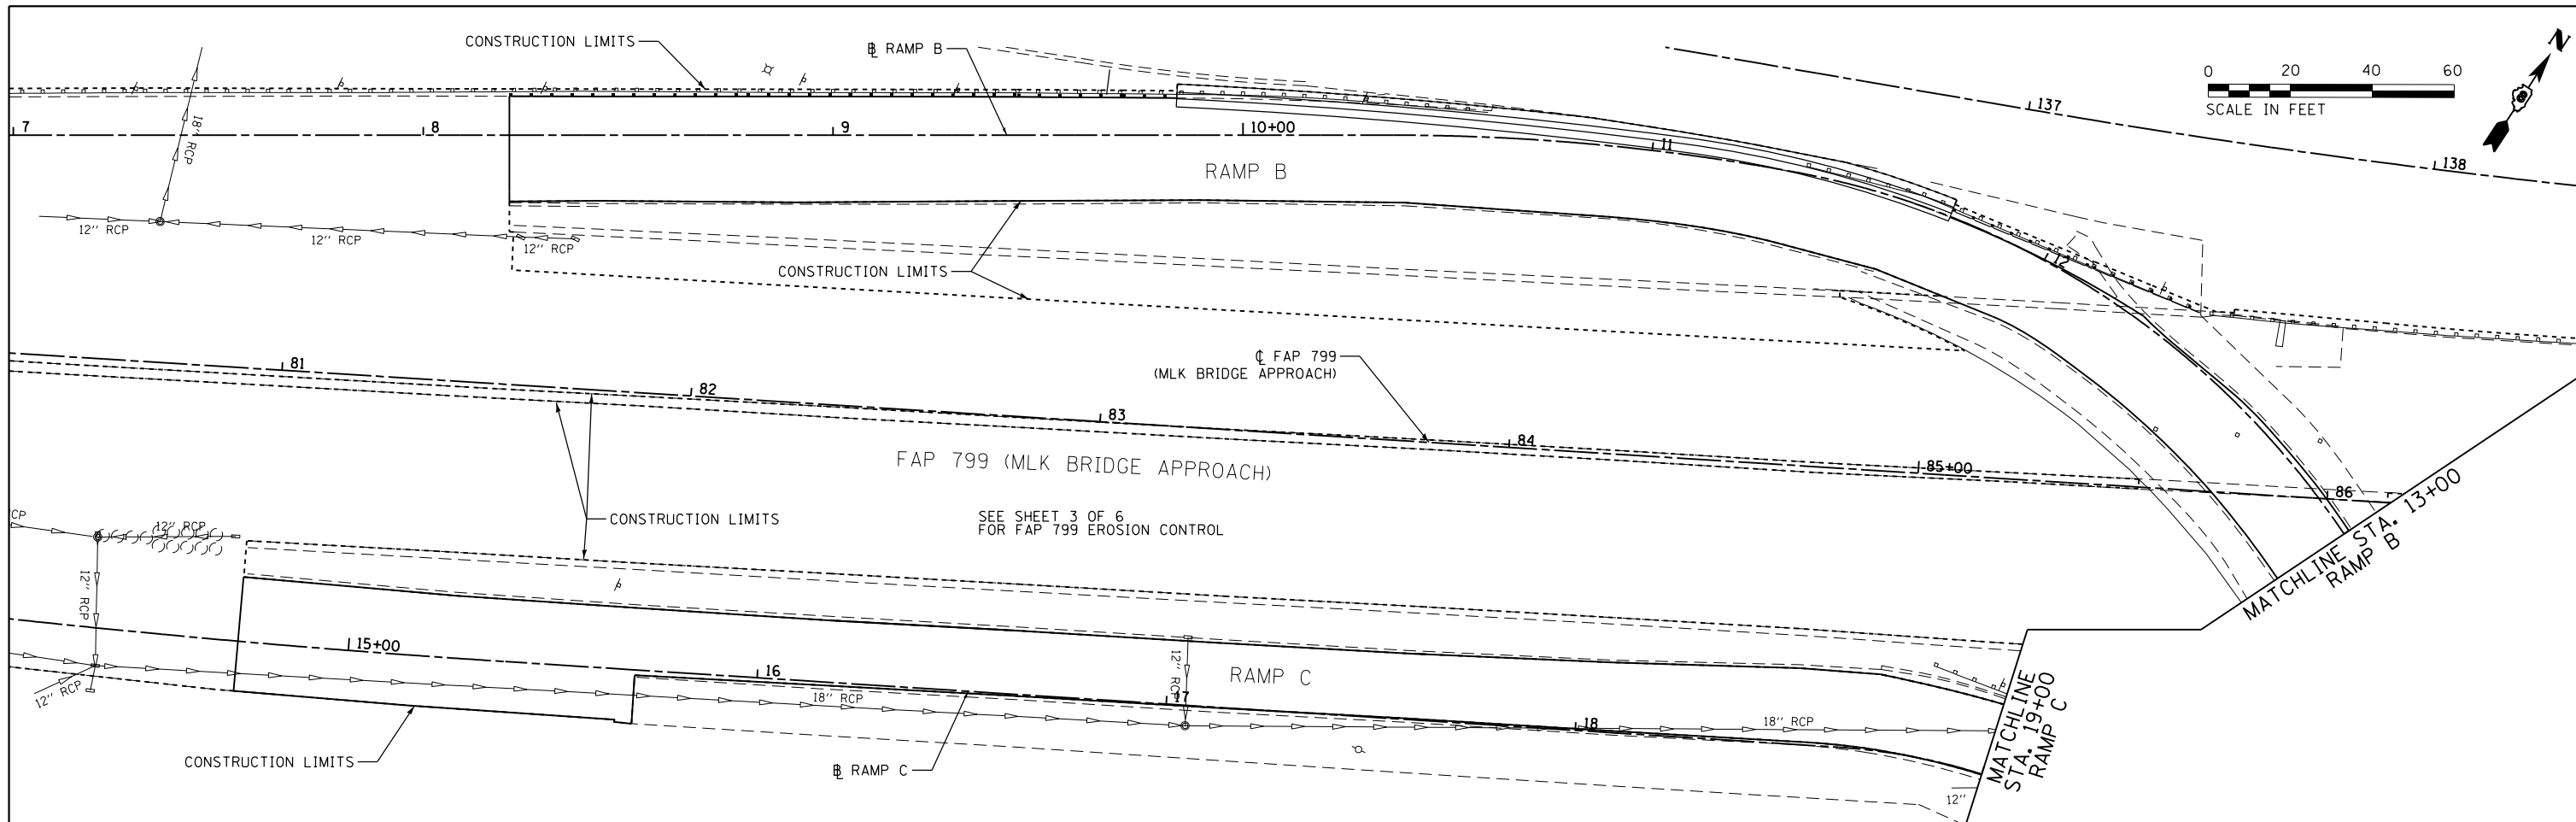 CONSTRUCTION LIMITS
℄ RAMP B
N
0 20 40 60
SCALE IN FEET
137
138
7
8
9
10+00
11
12
18" RCP
RAMP B
12" RCP
12" RCP
12" RCP
CONSTRUCTION LIMITS
81
82
83
84
85+00
86
℄ FAP 799
(MLK BRIDGE APPROACH)
FAP 799 (MLK BRIDGE APPROACH)
CONSTRUCTION LIMITS
SEE SHEET 3 OF 6
FOR FAP 799 EROSION CONTROL
MATCHLINE STA. 13+00
RAMP B
CP
12" RCP
12" RCP
12" RCP
15+00
16
17
18
12" RCP
18" RCP
18" RCP
RAMP C
CONSTRUCTION LIMITS
℄ RAMP C
MATCHLINE
STA. 19+00
RAMP C
12"